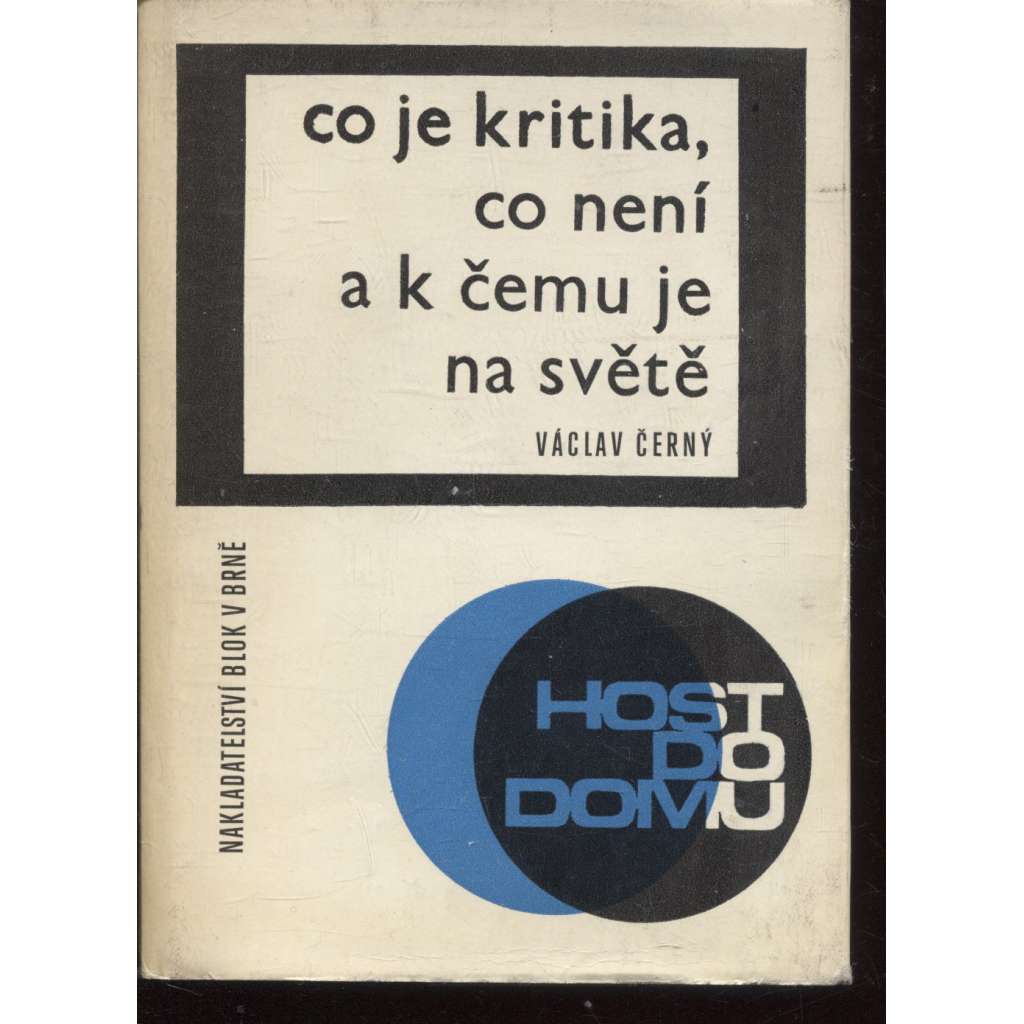 co je kritika,
co není
a k čemu je
na světě
VÁCLAV ČERNÝ
NAKLADATELSTVÍ BLOK V BRNĚ
HOST
DO
DOMU